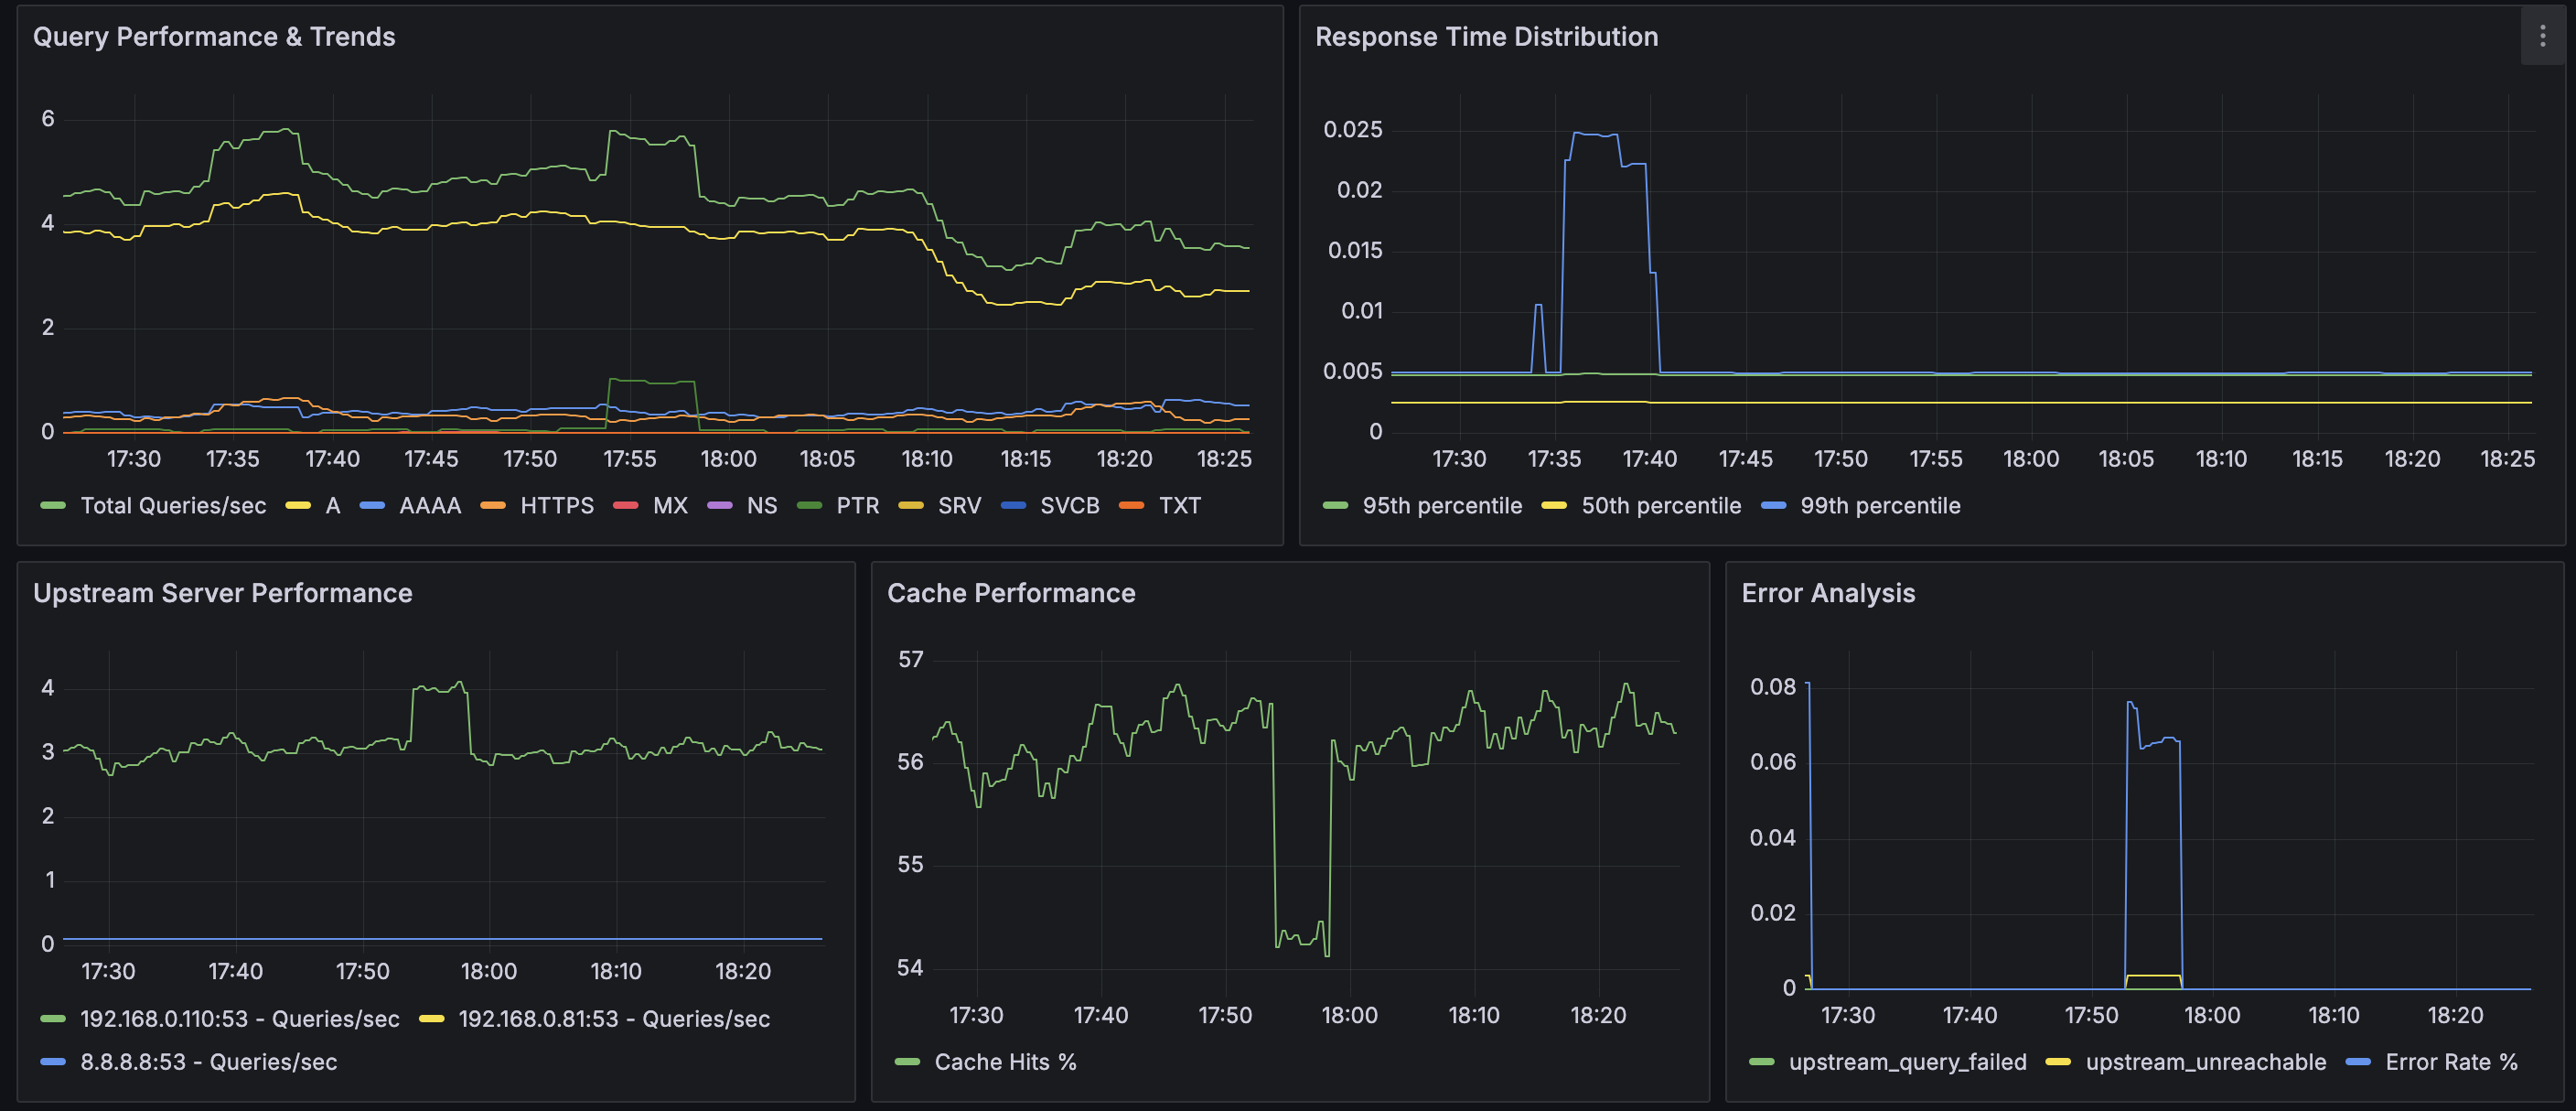 Query Performance & Trends
6
4
2
0
17:30 17:35 17:40 17:45 17:50 17:55 18:00 18:05 18:10 18:15 18:20 18:25
Total Queries/sec A AAAA HTTPS MX NS PTR SRV SVCB TXT
Response Time Distribution
0.025
0.02
0.015
0.01
0.005
0
17:30 17:35 17:40 17:45 17:50 17:55 18:00 18:05 18:10 18:15 18:20 18:25
95th percentile 50th percentile 99th percentile
Upstream Server Performance
4
3
2
1
0
17:30 17:40 17:50 18:00 18:10 18:20
192.168.0.110:53 - Queries/sec 192.168.0.81:53 - Queries/sec
8.8.8.8:53 - Queries/sec
Cache Performance
57
56
55
54
17:30 17:40 17:50 18:00 18:10 18:20
Cache Hits %
Error Analysis
0.08
0.06
0.04
0.02
0
17:30 17:40 17:50 18:00 18:10 18:20
upstream_query_failed upstream_unreachable Error Rate %